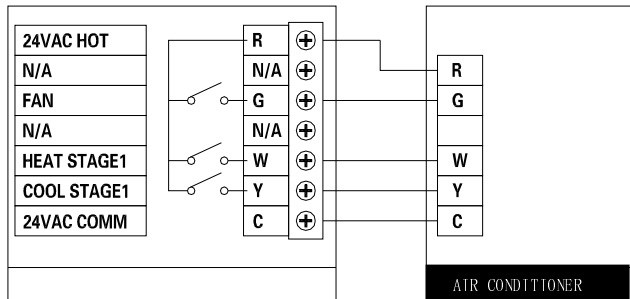 24VAC HOT R
N/A N/A R
FAN G G
N/A N/A
HEAT STAGE1 W W
COOL STAGE1 Y Y
24VAC COMM C C
AIR CONDITIONER